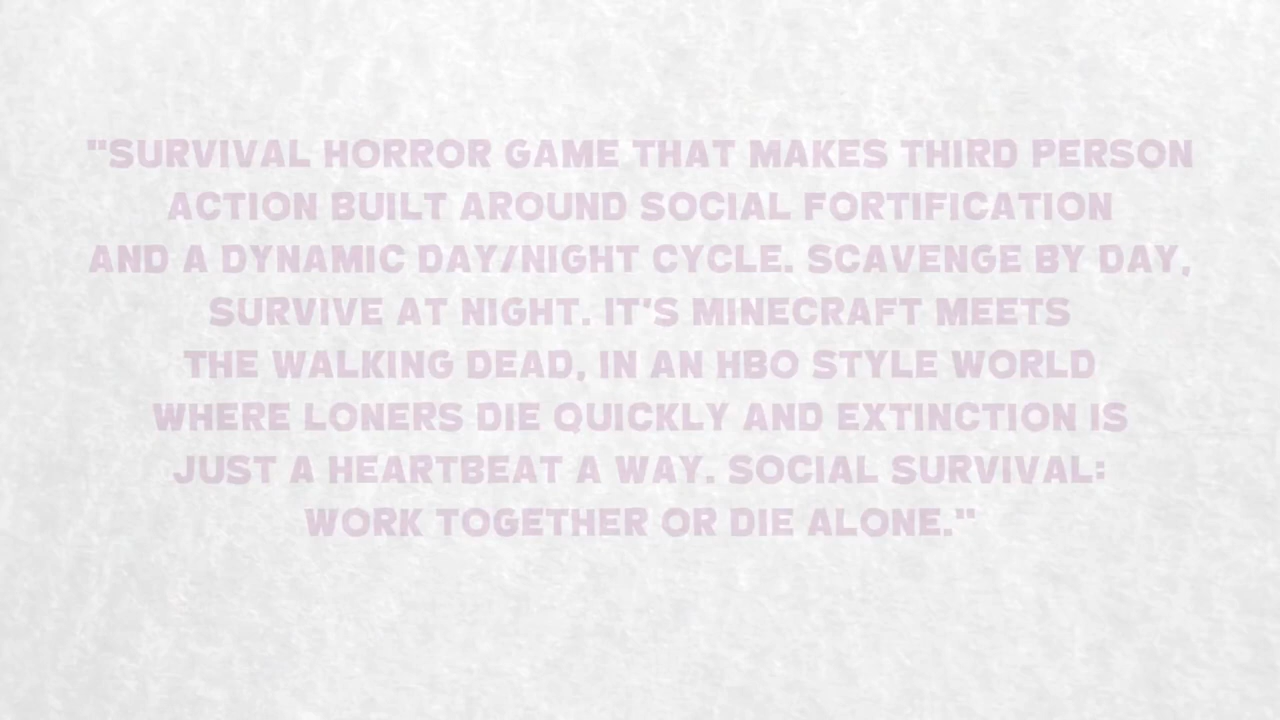 "SURVIVAL HORROR GAME THAT MAKES THIRD PERSON
ACTION BUILT AROUND SOCIAL FORTIFICATION
AND A DYNAMIC DAY/NIGHT CYCLE. SCAVENGE BY DAY,
SURVIVE AT NIGHT. IT'S MINECRAFT MEETS
THE WALKING DEAD, IN AN HBO STYLE WORLD
WHERE LONERS DIE QUICKLY AND EXTINCTION IS
JUST A HEARTBEAT A WAY. SOCIAL SURVIVAL:
WORK TOGETHER OR DIE ALONE."